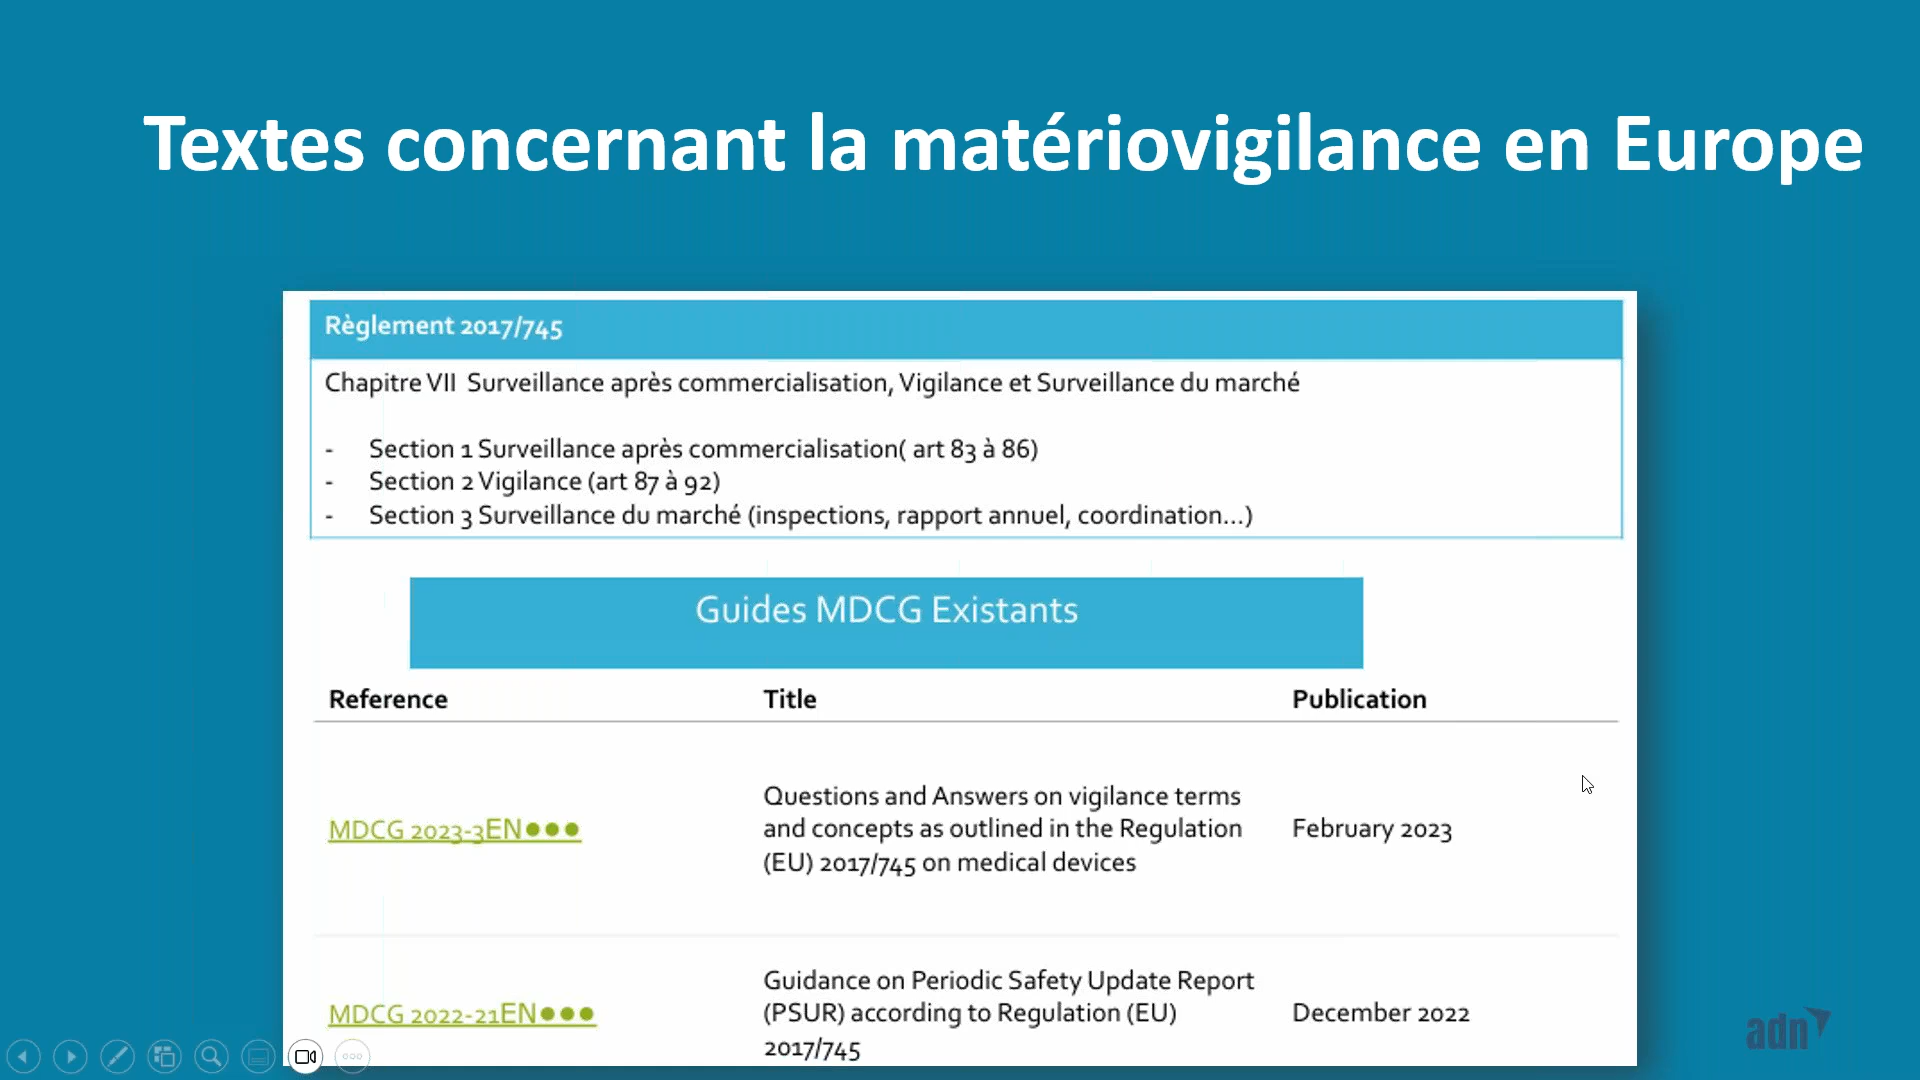 Textes concernant la matériovigilance en Europe
Règlement 2017/745
Chapitre VII  Surveillance après commercialisation, Vigilance et Surveillance du marché
- Section 1 Surveillance après commercialisation( art 83 à 86)
- Section 2 Vigilance (art 87 à 92)
- Section 3 Surveillance du marché (inspections, rapport annuel, coordination...)
Guides MDCG Existants
Reference Title Publication
Questions and Answers on vigilance terms
MDCG 2023-3EN●●● and concepts as outlined in the Regulation February 2023
(EU) 2017/745 on medical devices
Guidance on Periodic Safety Update Report
MDCG 2022-21EN●●● (PSUR) according to Regulation (EU) December 2022
2017/745
adn